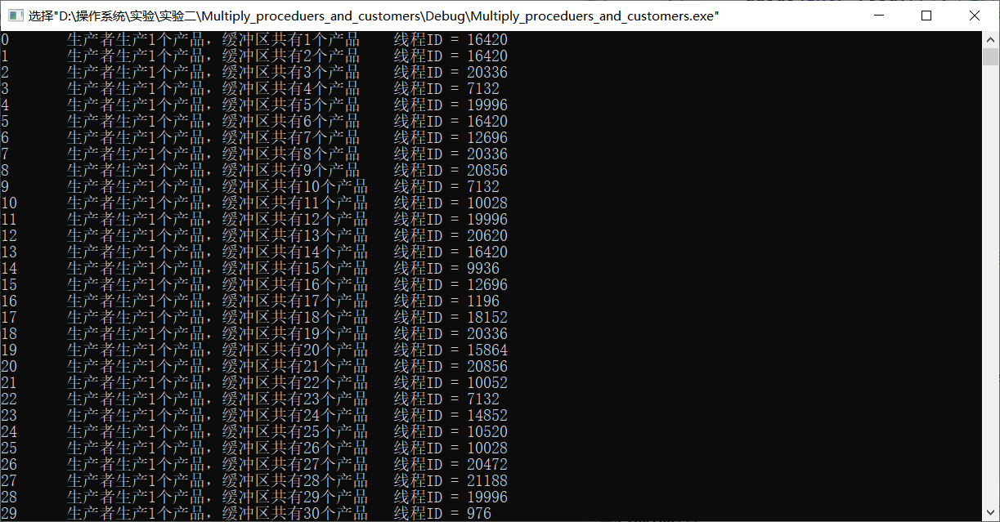 选择"D:\操作系统\实验\实验二\Multiply_proceduers_and_customers\Debug\Multiply_proceduers_and_customers.exe"
0 生产者生产1个产品，缓冲区共有1个产品 线程ID = 16420
1 生产者生产1个产品，缓冲区共有2个产品 线程ID = 16420
2 生产者生产1个产品，缓冲区共有3个产品 线程ID = 20336
3 生产者生产1个产品，缓冲区共有4个产品 线程ID = 7132
4 生产者生产1个产品，缓冲区共有5个产品 线程ID = 19996
5 生产者生产1个产品，缓冲区共有6个产品 线程ID = 16420
6 生产者生产1个产品，缓冲区共有7个产品 线程ID = 12696
7 生产者生产1个产品，缓冲区共有8个产品 线程ID = 20336
8 生产者生产1个产品，缓冲区共有9个产品 线程ID = 20856
9 生产者生产1个产品，缓冲区共有10个产品 线程ID = 7132
10 生产者生产1个产品，缓冲区共有11个产品 线程ID = 10028
11 生产者生产1个产品，缓冲区共有12个产品 线程ID = 19996
12 生产者生产1个产品，缓冲区共有13个产品 线程ID = 20620
13 生产者生产1个产品，缓冲区共有14个产品 线程ID = 16420
14 生产者生产1个产品，缓冲区共有15个产品 线程ID = 9936
15 生产者生产1个产品，缓冲区共有16个产品 线程ID = 12696
16 生产者生产1个产品，缓冲区共有17个产品 线程ID = 1196
17 生产者生产1个产品，缓冲区共有18个产品 线程ID = 18152
18 生产者生产1个产品，缓冲区共有19个产品 线程ID = 20336
19 生产者生产1个产品，缓冲区共有20个产品 线程ID = 15864
20 生产者生产1个产品，缓冲区共有21个产品 线程ID = 20856
21 生产者生产1个产品，缓冲区共有22个产品 线程ID = 10052
22 生产者生产1个产品，缓冲区共有23个产品 线程ID = 7132
23 生产者生产1个产品，缓冲区共有24个产品 线程ID = 14852
24 生产者生产1个产品，缓冲区共有25个产品 线程ID = 10520
25 生产者生产1个产品，缓冲区共有26个产品 线程ID = 10028
26 生产者生产1个产品，缓冲区共有27个产品 线程ID = 20472
27 生产者生产1个产品，缓冲区共有28个产品 线程ID = 21188
28 生产者生产1个产品，缓冲区共有29个产品 线程ID = 19996
29 生产者生产1个产品，缓冲区共有30个产品 线程ID = 976